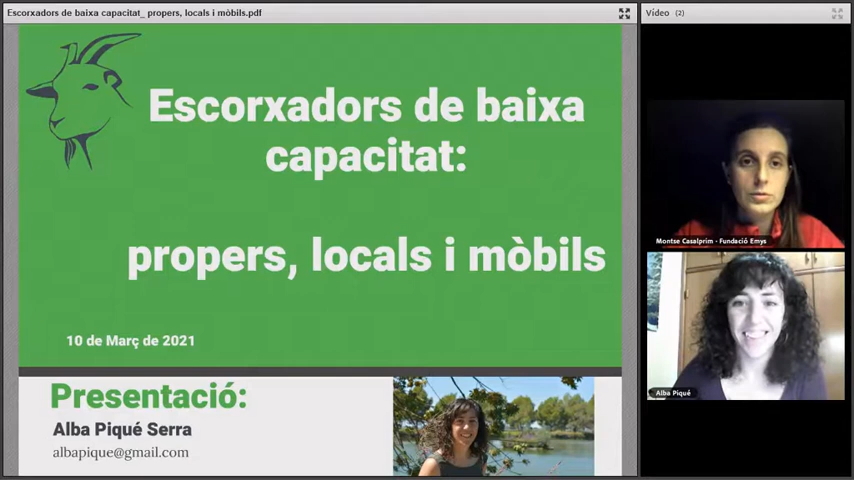 Escorxadors de baixa capacitat_ propers, locals i mòbils.pdf
Escorxadors de baixa
capacitat:
propers, locals i mòbils
10 de Març de 2021
Presentació:
Alba Piqué Serra
albapique@gmail.com
Vídeo (2)
Montse Casalprim - Fundació Emys
Alba Piqué